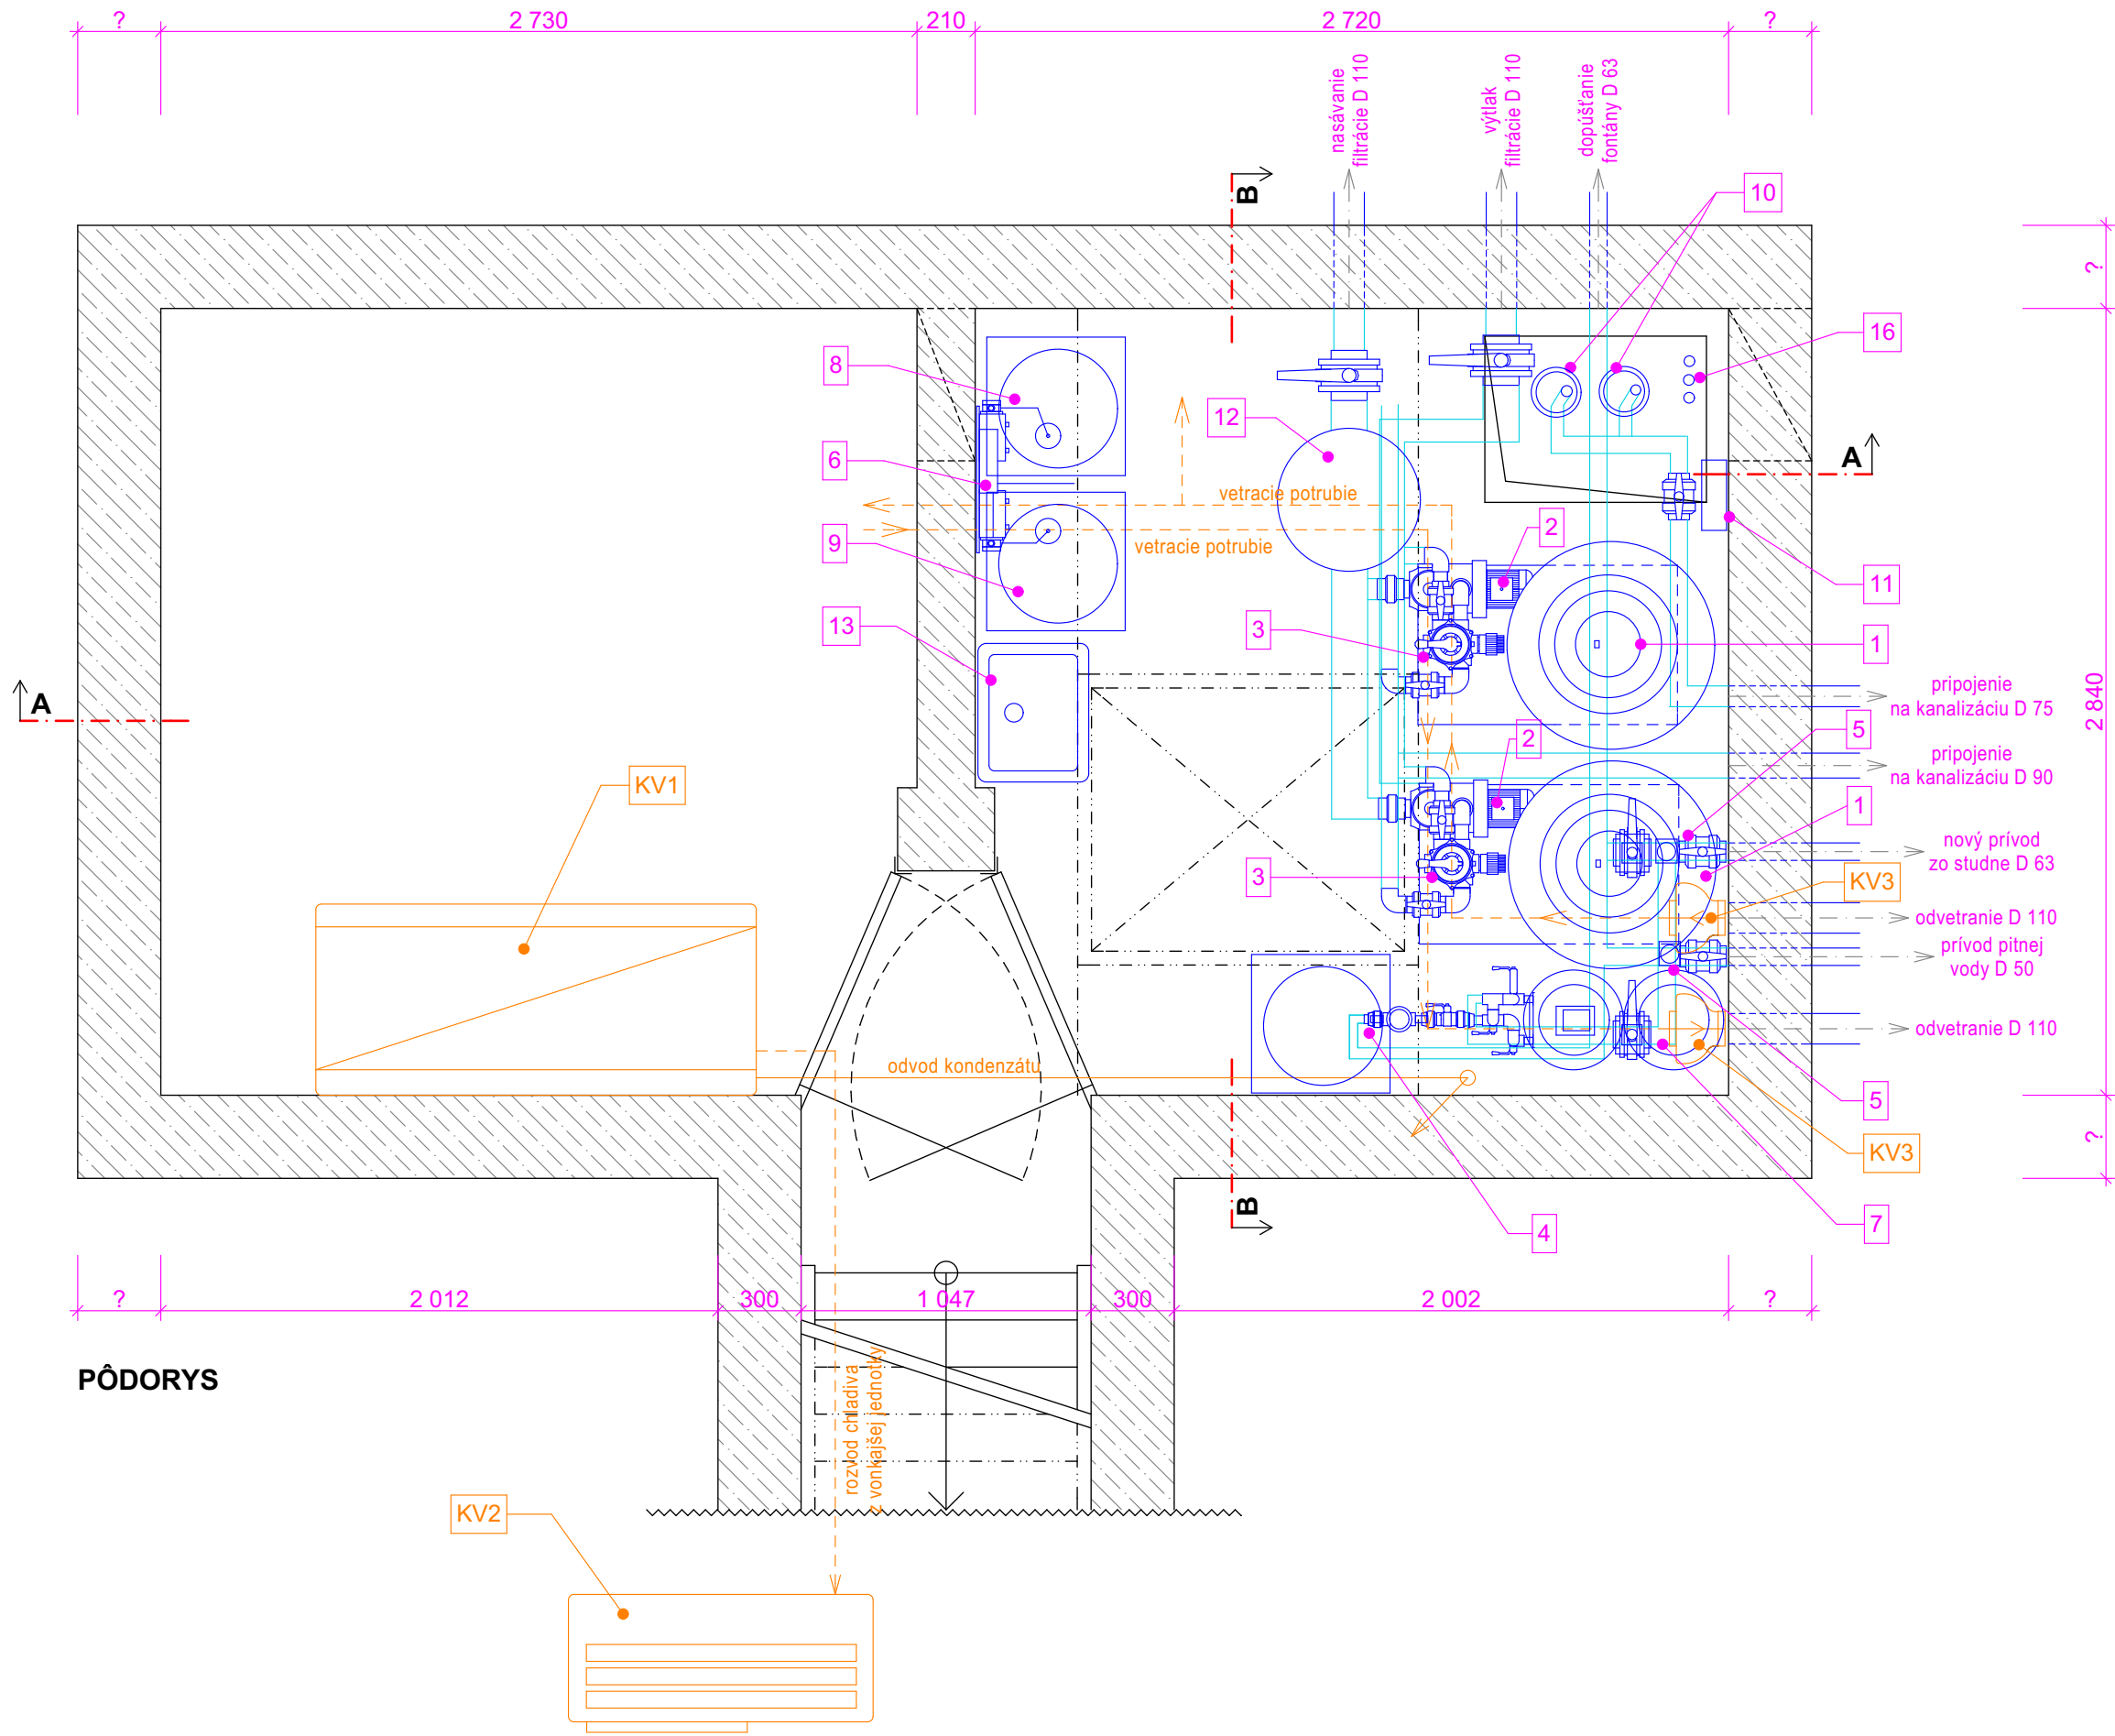 ? 2 730 210 2 720 ?
nasávanie
filtrácie D 110
výtlak
filtrácie D 110
dopúšťanie
fontány D 63
B
10
?
16
8
12
A
6
vetracie potrubie
2
9
vetracie potrubie
11
13
3
1
pripojenie
na kanalizáciu D 75
2 840
A
5
2
pripojenie
na kanalizáciu D 90
KV1
1
nový prívod
zo studne D 63
3
KV3
odvetranie D 110
prívod pitnej
vody D 50
odvetranie D 110
odvod kondenzátu
5
?
KV3
B
4
7
? 2 012 300 1 047 300 2 002 ?
PÔDORYS
rozvod chladiva
z vonkajšej jednotky
KV2